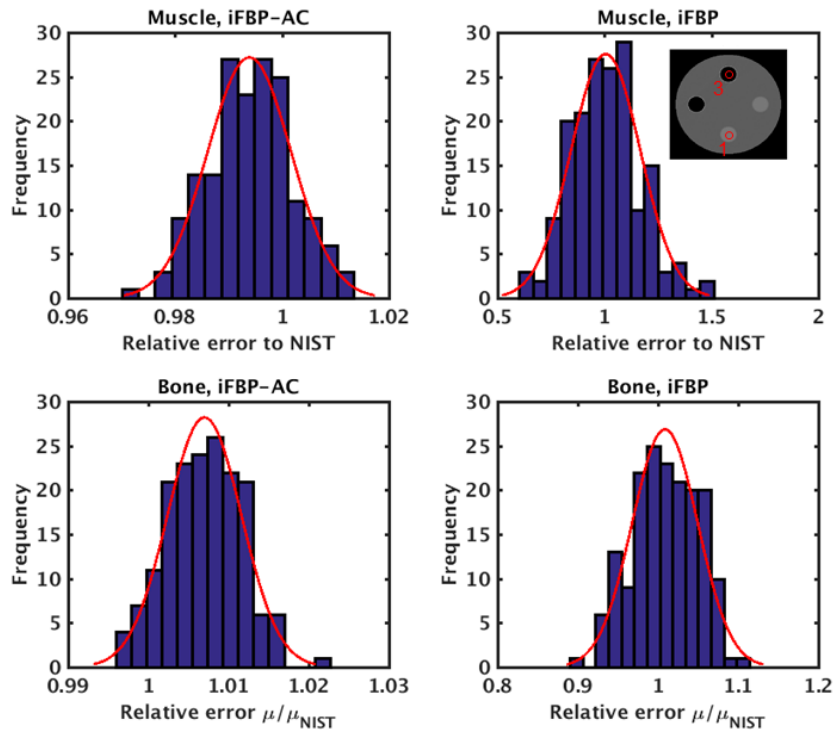 Muscle, iFBP-AC
30
25
20
15
10
5
0
Frequency
0.96 0.98 1 1.02
Relative error to NIST
Muscle, iFBP
30
25
20
15
10
5
0
Frequency
3
1
0.5 1 1.5 2
Relative error to NIST
Bone, iFBP-AC
30
25
20
15
10
5
0
Frequency
0.99 1 1.01 1.02 1.03
Relative error μ/μNIST
Bone, iFBP
30
25
20
15
10
5
0
Frequency
0.8 0.9 1 1.1 1.2
Relative error μ/μNIST